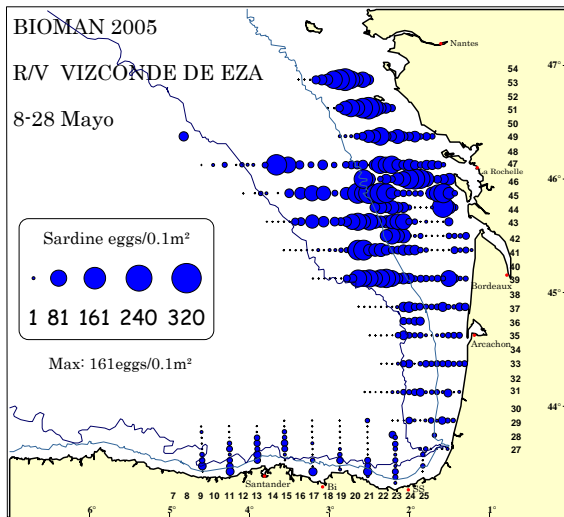 BIOMAN 2005
R/V VIZCONDE DE EZA
8-28 Mayo
Nantes
47°
54
53
52
51
50
49
48
47
La Rochelle
46°
46
45
44
43
42
41
40
39
Bordeaux
45°
38
37
36
35
Arcachon
34
33
32
31
44°
30
29
28
27
Sardine eggs/0.1m²
1 81 161 240 320
Max: 161eggs/0.1m²
Santander
Bi
SS
7 8 9 10 11 12 13 14 15 16 17 18 19 20 21 22 23 24 25
6° 5° 4° 3° 2° 1°